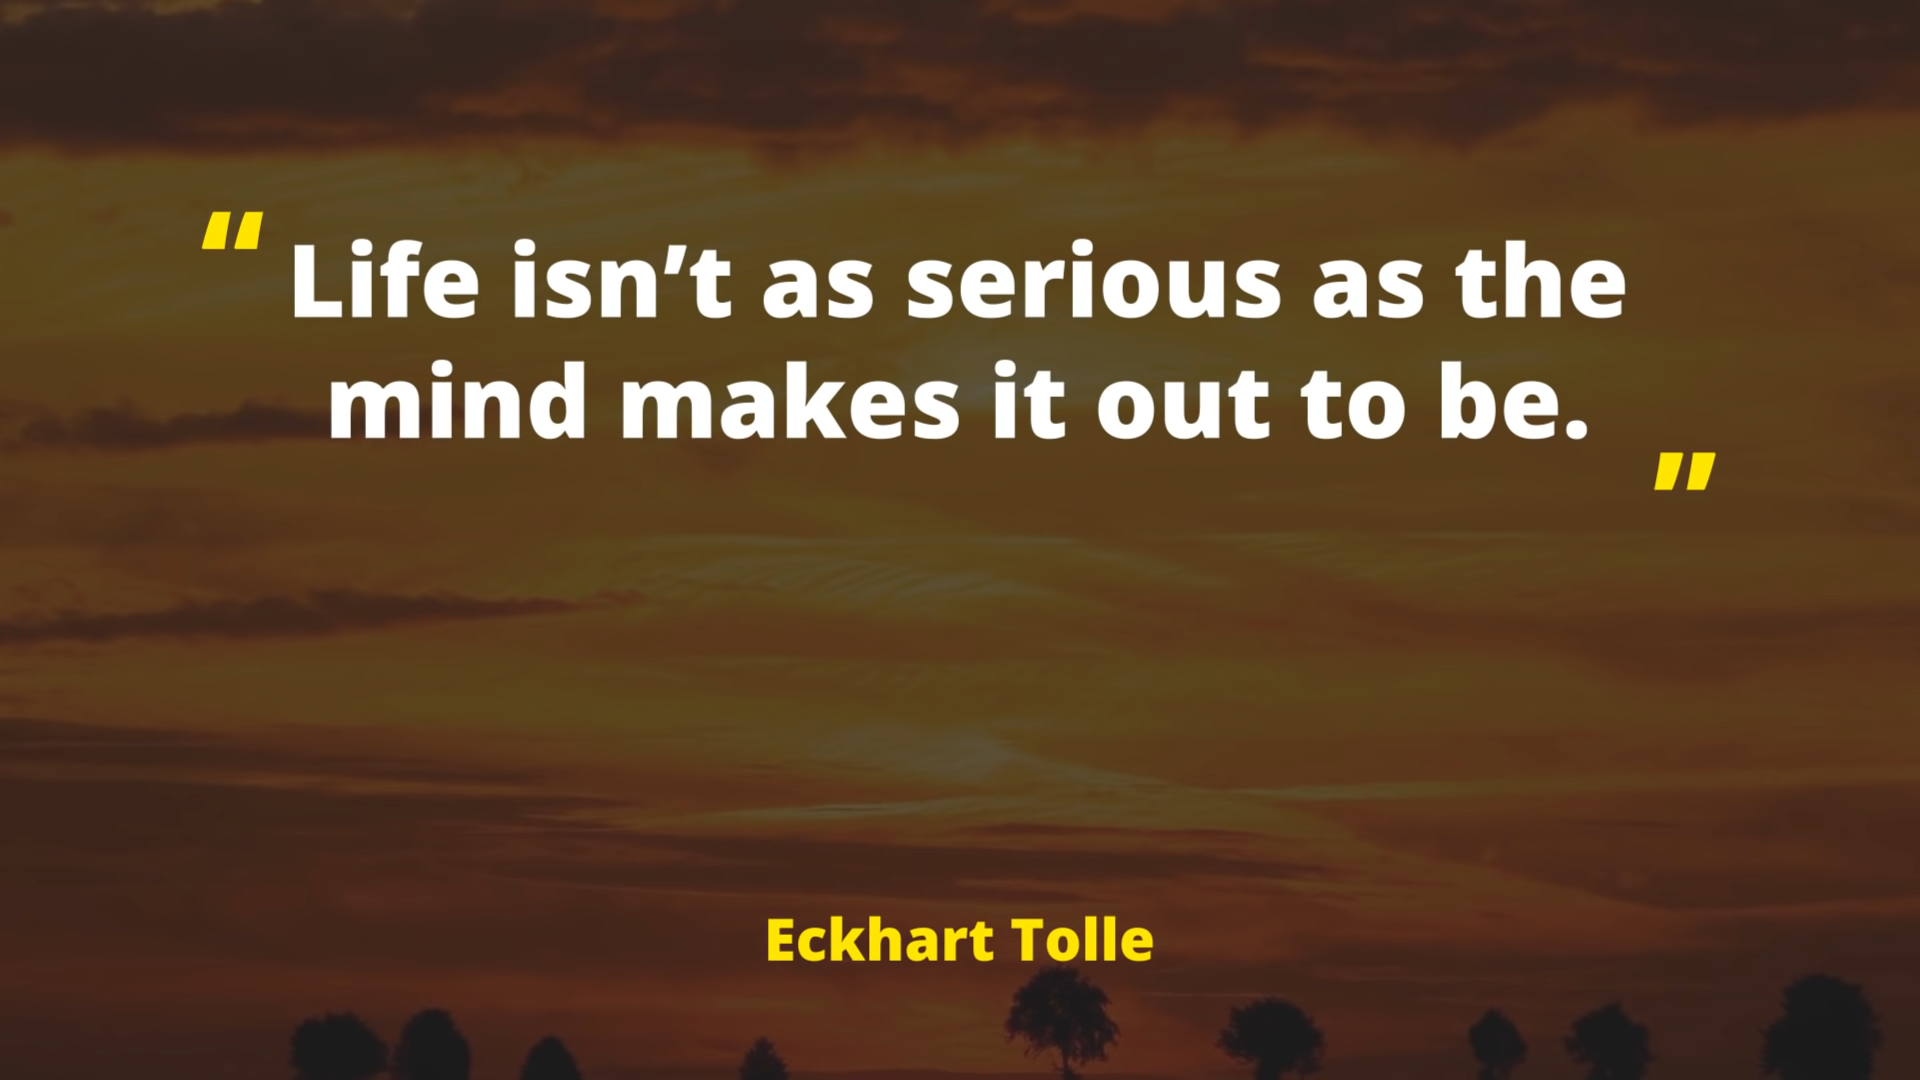 “Life isn’t as serious as the
mind makes it out to be.”
Eckhart Tolle